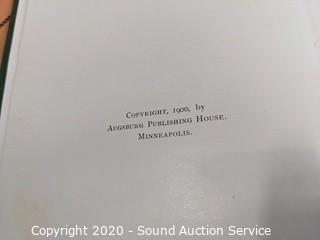 Copyright, 1900, by
Augsburg Publishing House,
Minneapolis.
Copyright 2020 - Sound Auction Service